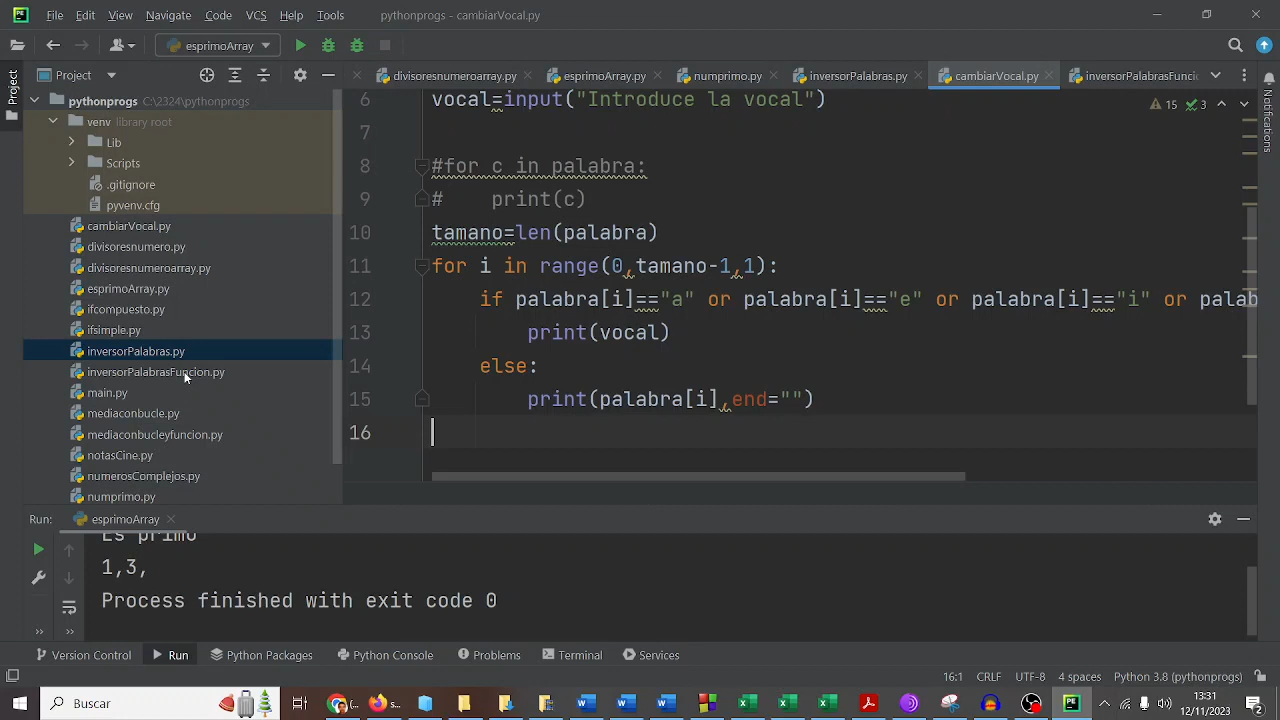 File Edit View Navigate Code VCS Help Tools pythonprogs - cambiarVocal.py
esprimoArray
Project
Project
divisoresnumeroarray.py esprimoArray.py numprimo.py inversorPalabras.py cambiarVocal.py inversorPalabrasFunci
Notifications
pythonprogs C:\2324\pythonprogs
venv library root
Lib
Scripts
.gitignore
pyvenv.cfg
cambiarVocal.py
divisoresnumero.py
divisoresnumeroarray.py
esprimoArray.py
ifcompuesto.py
ifsimple.py
inversorPalabras.py
inversorPalabrasFuncion.py
main.py
mediaconbucle.py
mediaconbucleyfuncion.py
notasCine.py
numerosComplejos.py
numprimo.py
15 3
6 vocal=input("Introduce la vocal")
7
8 #for c in palabra:
9 # print(c)
10 tamano=len(palabra)
11 for i in range(0,tamano-1,1):
12 if palabra[i]=="a" or palabra[i]=="e" or palabra[i]=="i" or palab
13 print(vocal)
14 else:
15 print(palabra[i],end="")
16
Run: esprimoArray
Es primo
1,3,
Process finished with exit code 0
Version Control Run Python Packages Python Console Problems Terminal Services
16:1 CRLF UTF-8 4 spaces Python 3.8 (pythonprogs)
Buscar
13:31
12/11/2023
2